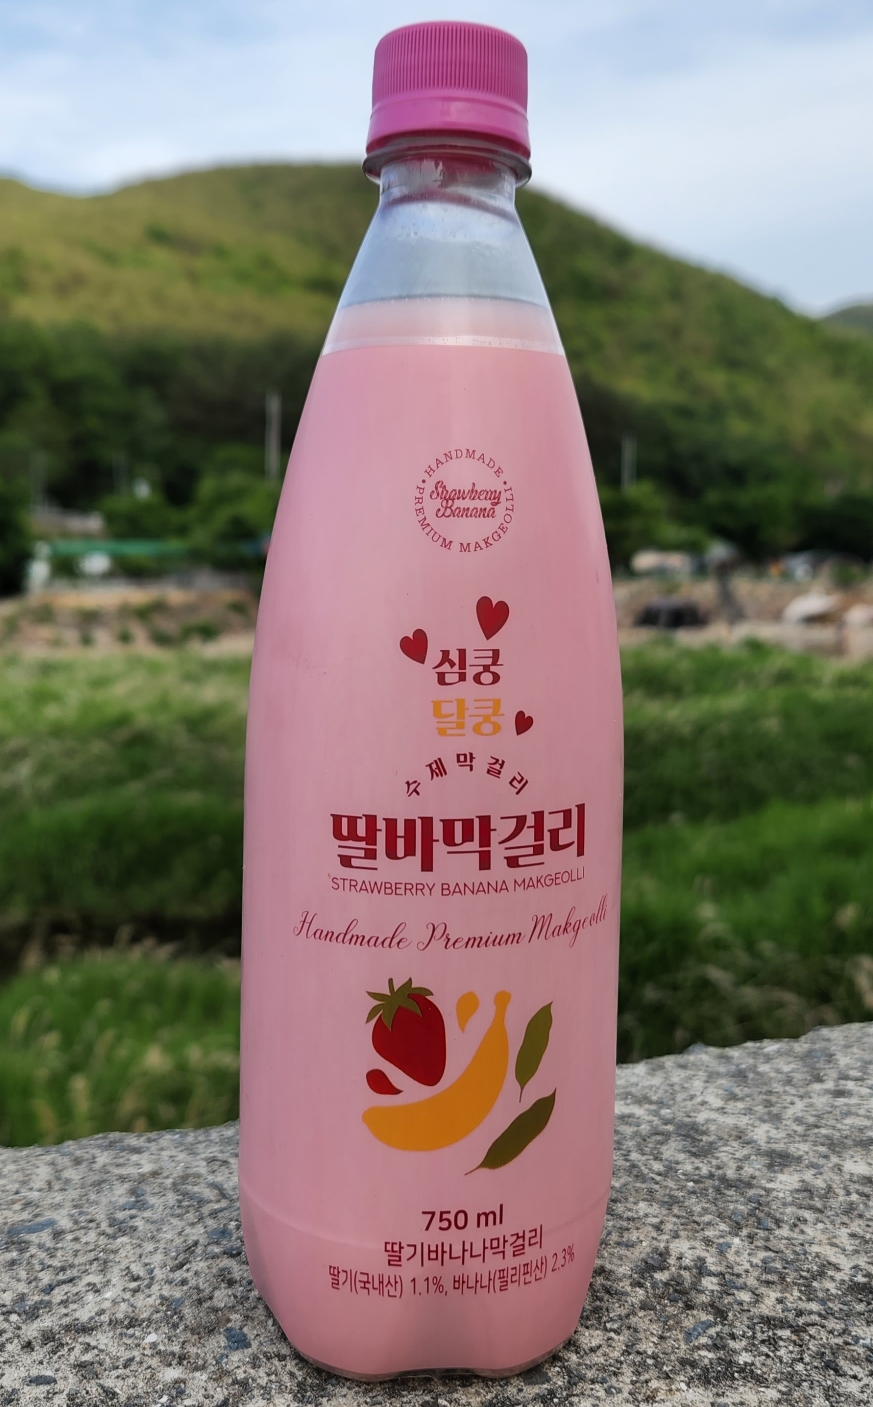 HANDMADE
Strawberry
Banana
PREMIUM MAKGEOLLI
심쿵
달쿵
수제막걸리
딸바막걸리
STRAWBERRY BANANA MAKGEOLLI
Handmade Premium Makgeolli
750 ml
딸기바나나막걸리
딸기(국내산) 1.1%, 바나나(필리핀산) 2.3%